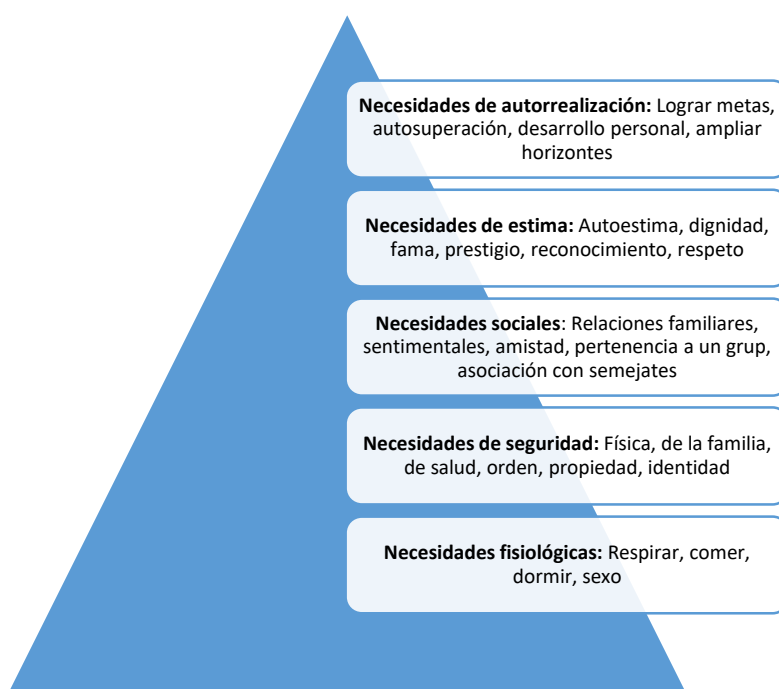 Necesidades de autorrealización: Lograr metas,
autosuperación, desarrollo personal, ampliar
horizontes
Necesidades de estima: Autoestima, dignidad,
fama, prestigio, reconocimiento, respeto
Necesidades sociales: Relaciones familiares,
sentimentales, amistad, pertenencia a un grup,
asociación con semejates
Necesidades de seguridad: Física, de la familia,
de salud, orden, propiedad, identidad
Necesidades fisiológicas: Respirar, comer,
dormir, sexo